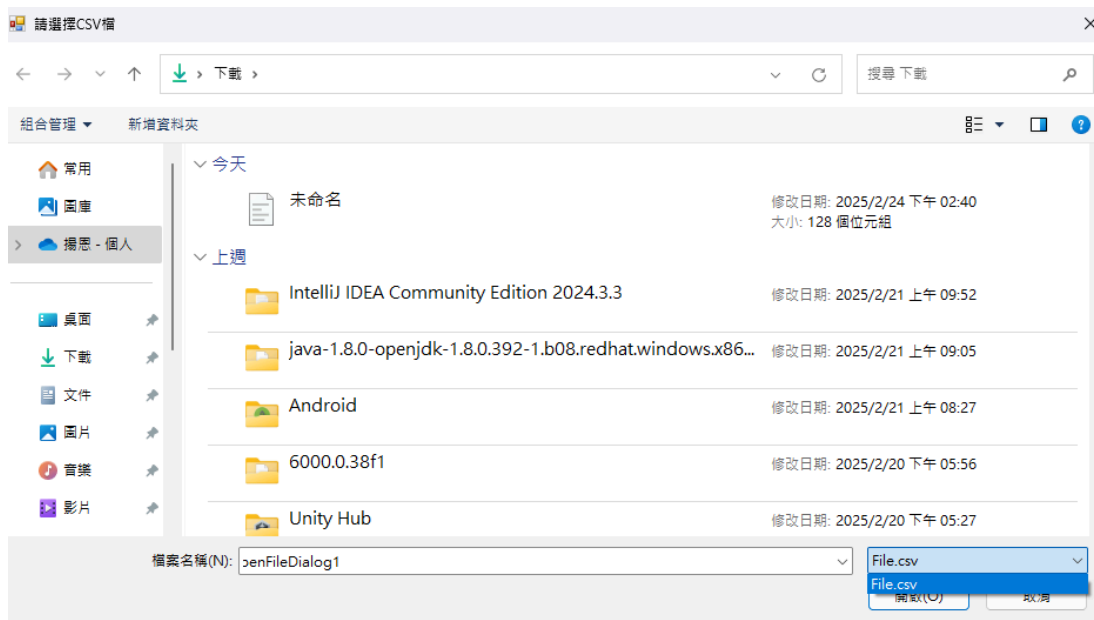 請選擇CSV檔
下載
搜尋 下載
組合管理
新增資料夾
常用
圖庫
揚恩 - 個人
桌面
下載
文件
圖片
音樂
影片
今天
未命名
修改日期: 2025/2/24 下午 02:40
大小: 128 個位元組
上週
IntelliJ IDEA Community Edition 2024.3.3
修改日期: 2025/2/21 上午 09:52
java-1.8.0-openjdk-1.8.0.392-1.b08.redhat.windows.x86...
修改日期: 2025/2/21 上午 09:05
Android
修改日期: 2025/2/21 上午 08:27
6000.0.38f1
修改日期: 2025/2/20 下午 05:56
Unity Hub
修改日期: 2025/2/20 下午 05:27
檔案名稱(N):
penFileDialog1
File.csv
File.csv
開啟(O)
取消